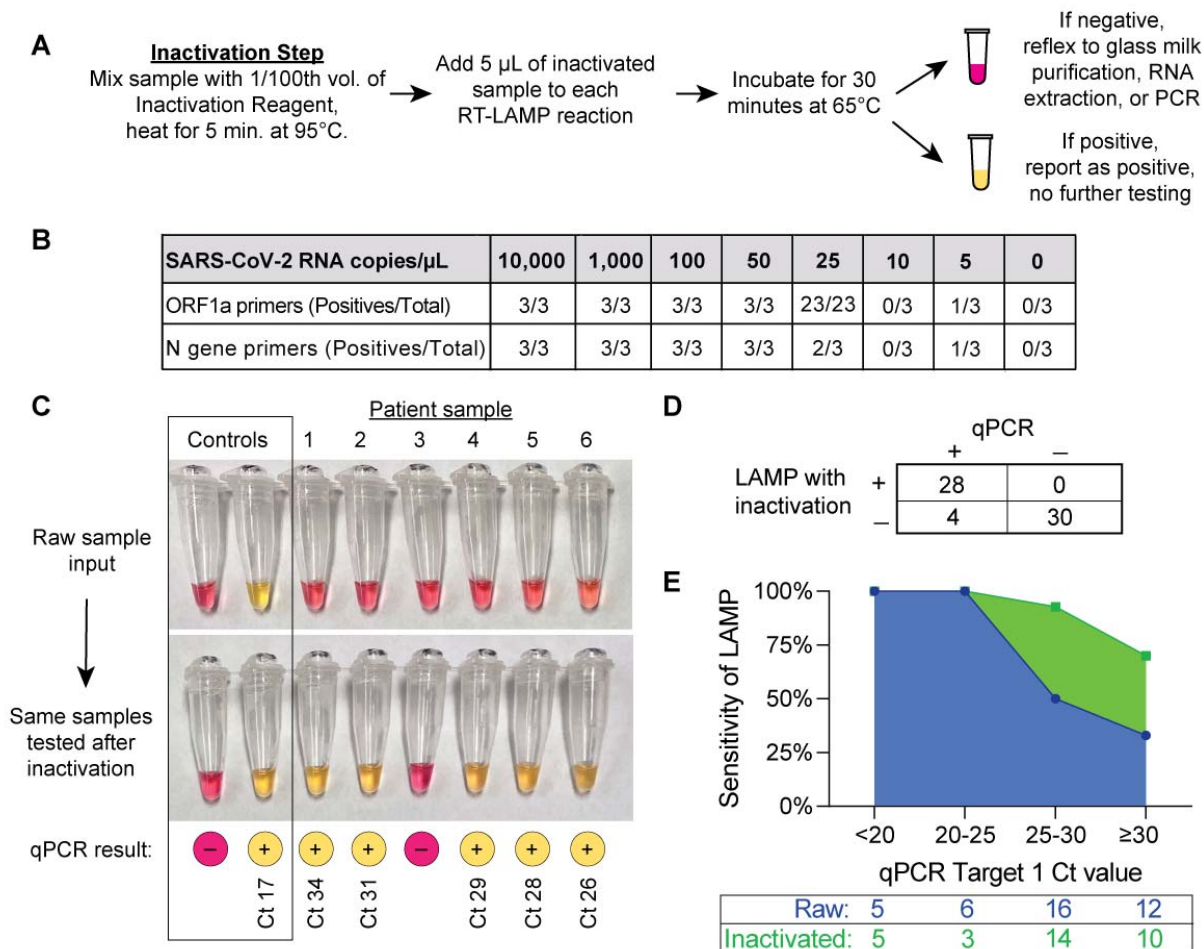 A
Inactivation Step
Mix sample with 1/100th vol. of
Inactivation Reagent,
heat for 5 min. at 95°C.
Add 5 µL of inactivated
sample to each
RT-LAMP reaction
Incubate for 30
minutes at 65°C
If negative,
reflex to glass milk
purification, RNA
extraction, or PCR
If positive,
report as positive,
no further testing
B
SARS-CoV-2 RNA copies/µL 10,000 1,000 100 50 25 10 5 0
ORF1a primers (Positives/Total) 3/3 3/3 3/3 3/3 23/23 0/3 1/3 0/3
N gene primers (Positives/Total) 3/3 3/3 3/3 3/3 2/3 0/3 1/3 0/3
C
Patient sample
Controls 1 2 3 4 5 6
Raw sample
input
Same samples
tested after
inactivation
qPCR result: – + + + – + + +
Ct 17 Ct 34 Ct 31 Ct 29 Ct 28 Ct 26
D
qPCR
+ –
LAMP with
inactivation
+ 28 0
– 4 30
E
Sensitivity of LAMP
100%
75%
50%
25%
0%
<20 20-25 25-30 ≥30
qPCR Target 1 Ct value
Raw: 5 6 16 12
Inactivated: 5 3 14 10